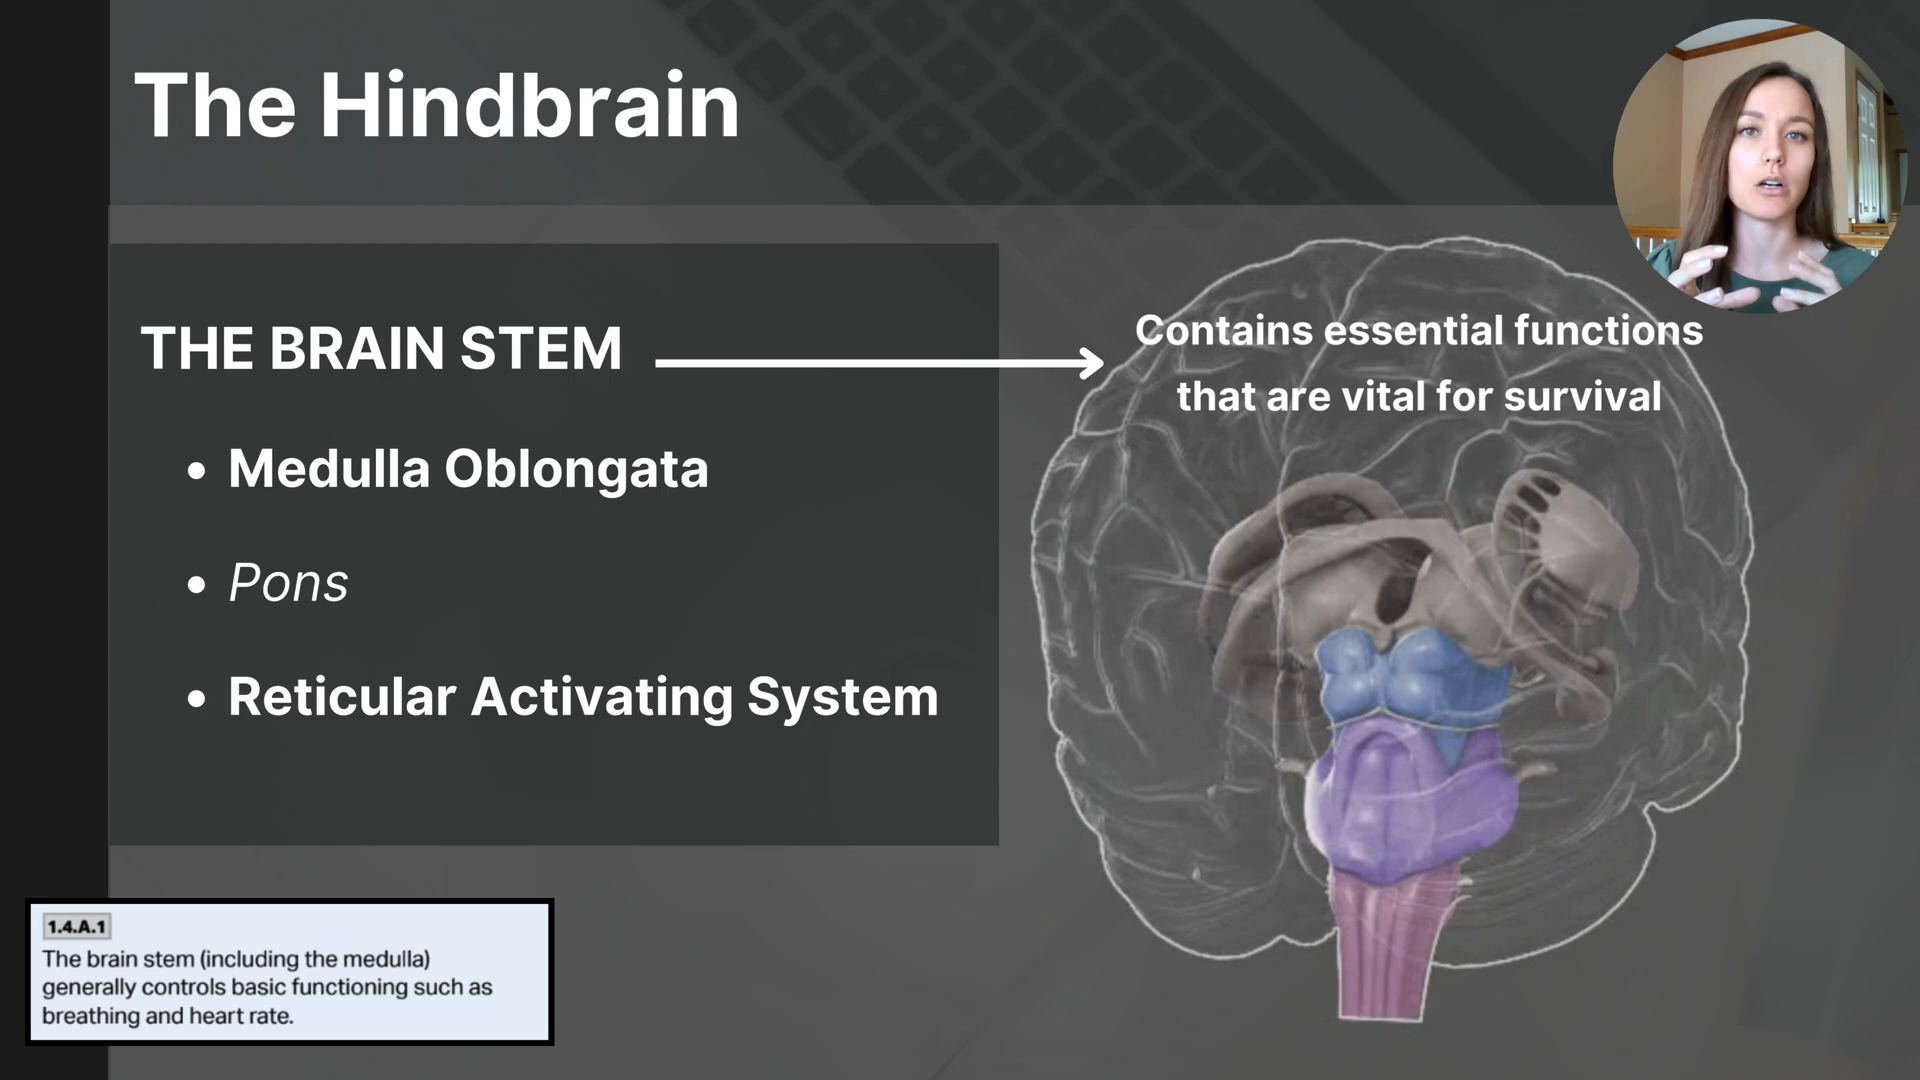 The Hindbrain
THE BRAIN STEM
Contains essential functions
that are vital for survival
• Medulla Oblongata
• Pons
• Reticular Activating System
1.4.A.1
The brain stem (including the medulla)
generally controls basic functioning such as
breathing and heart rate.